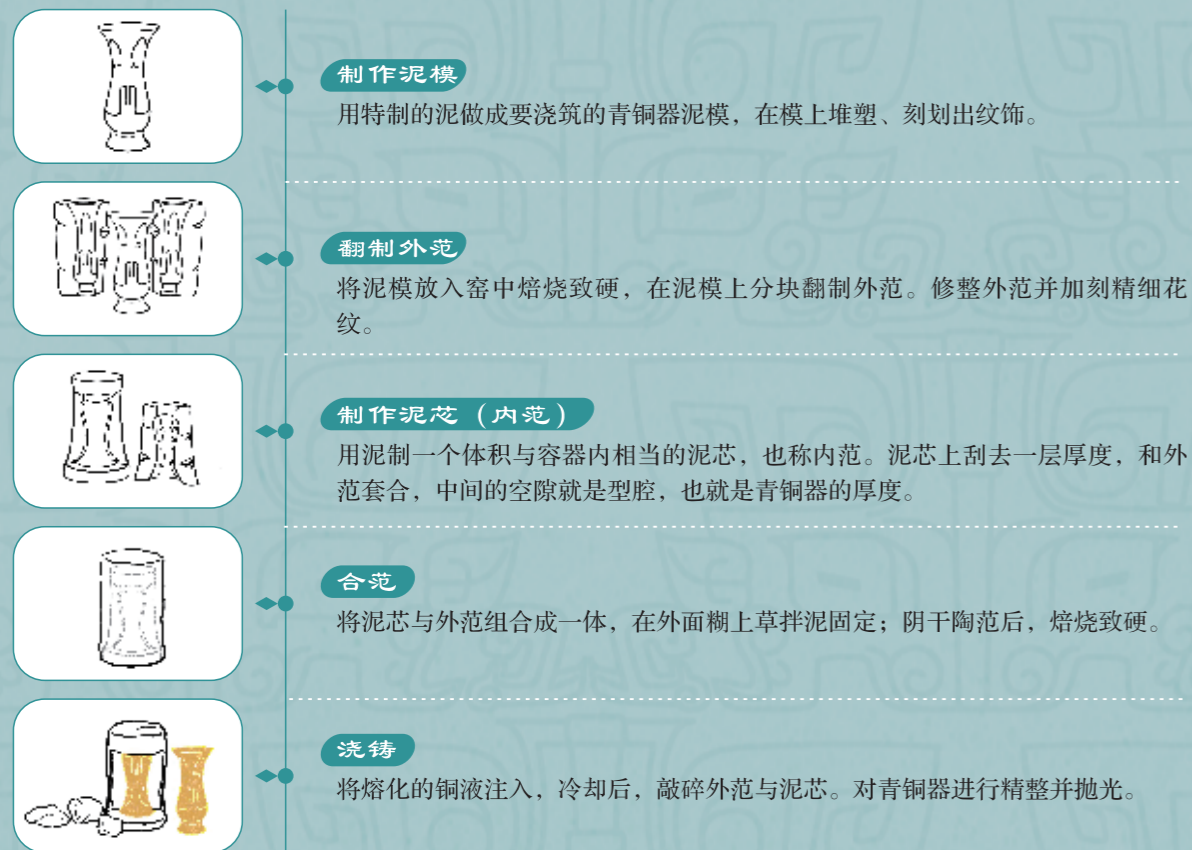 制作泥模
用特制的泥做成要浇筑的青铜器泥模，在模上堆塑、刻划出纹饰。
翻制外范
将泥模放入窑中焙烧致硬，在泥模上分块翻制外范。修整外范并加刻精细花
纹。
制作泥芯（内范）
用泥制一个体积与容器内相当的泥芯，也称内范。泥芯上刮去一层厚度，和外
范套合，中间的空隙就是型腔，也就是青铜器的厚度。
合范
将泥芯与外范组合成一体，在外面糊上草拌泥固定；阴干陶范后，焙烧致硬。
浇铸
将熔化的铜液注入，冷却后，敲碎外范与泥芯。对青铜器进行精整并抛光。